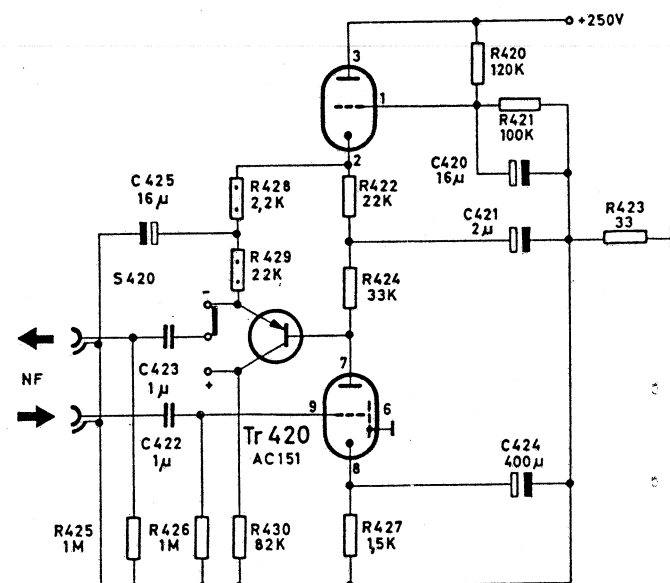 +250V
R420
120K
3
1
R421
100K
2
C420
16µ
C425
16µ
R428
2,2K
R422
22K
C421
2µ
R423
33
R429
22K
S420
R424
33K
-
NF
C423
1µ
+
7
9
6
C422
1µ
Tr420
AC151
8
C424
400µ
R425
1M
R426
1M
R430
82K
R427
1,5K